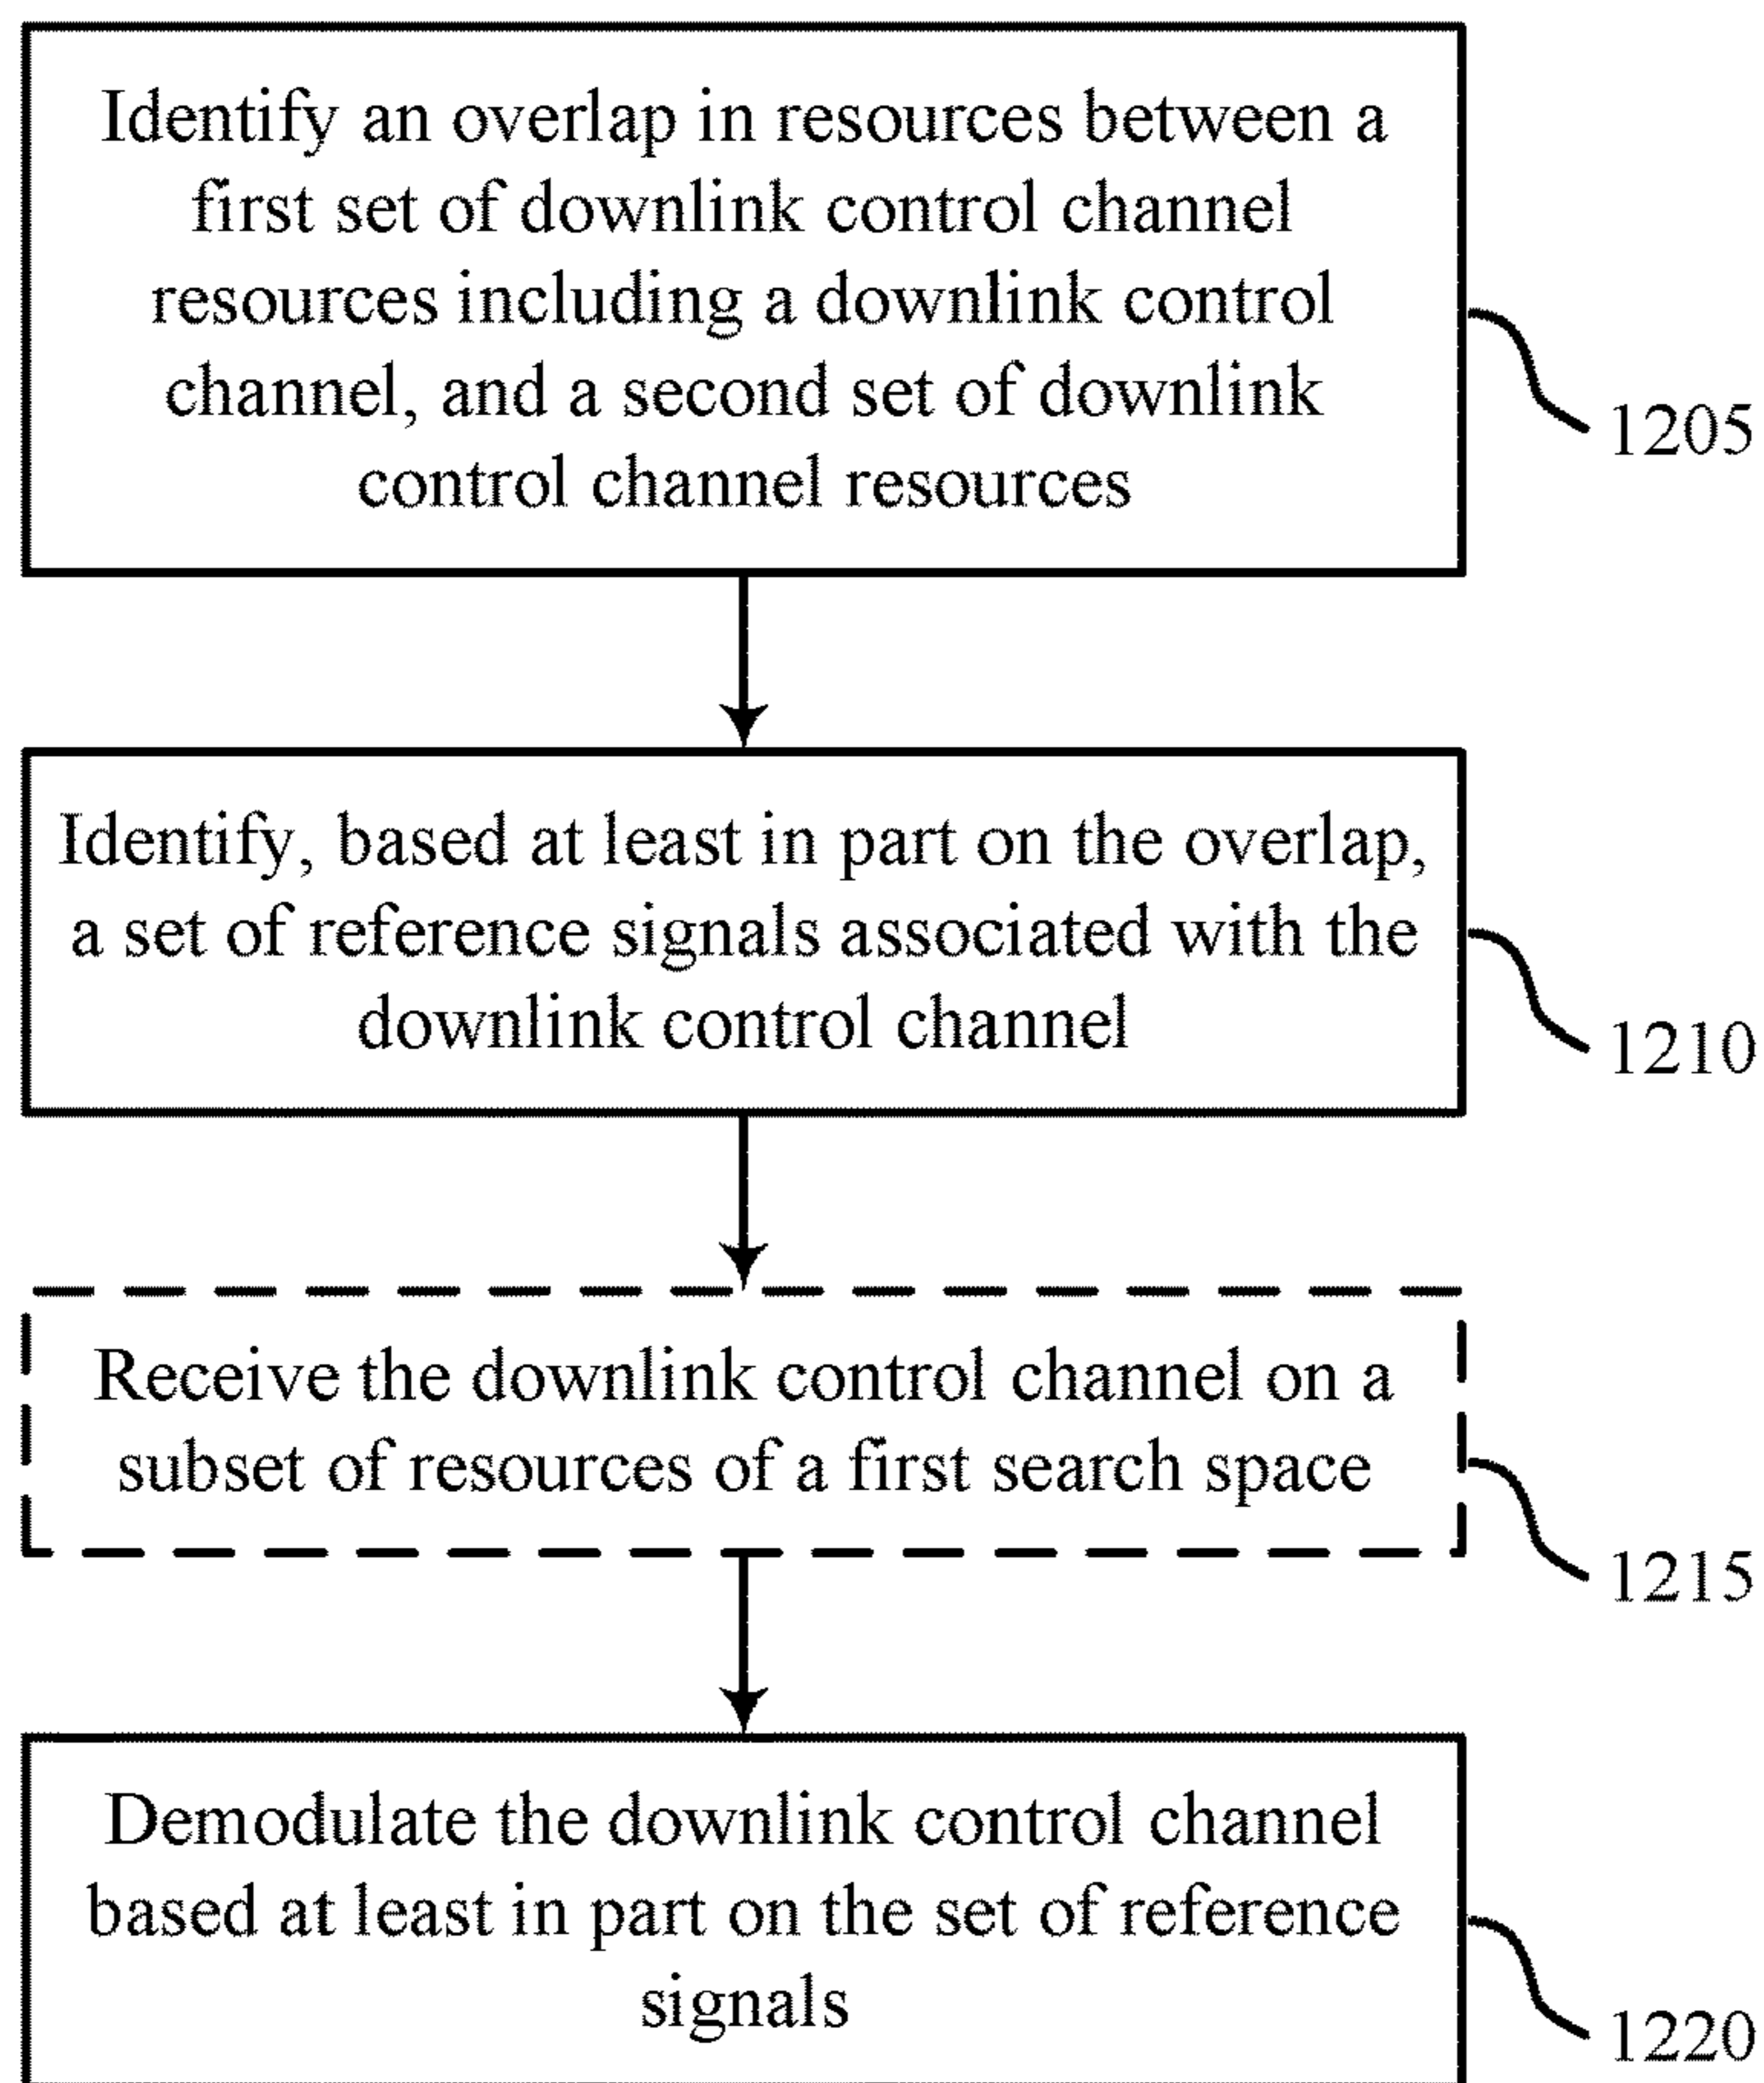 Identify an overlap in resources between a
first set of downlink control channel
resources including a downlink control
channel, and a second set of downlink
control channel resources
1205
Identify, based at least in part on the overlap,
a set of reference signals associated with the
downlink control channel
1210
Receive the downlink control channel on a
subset of resources of a first search space
1215
Demodulate the downlink control channel
based at least in part on the set of reference
signals
1220